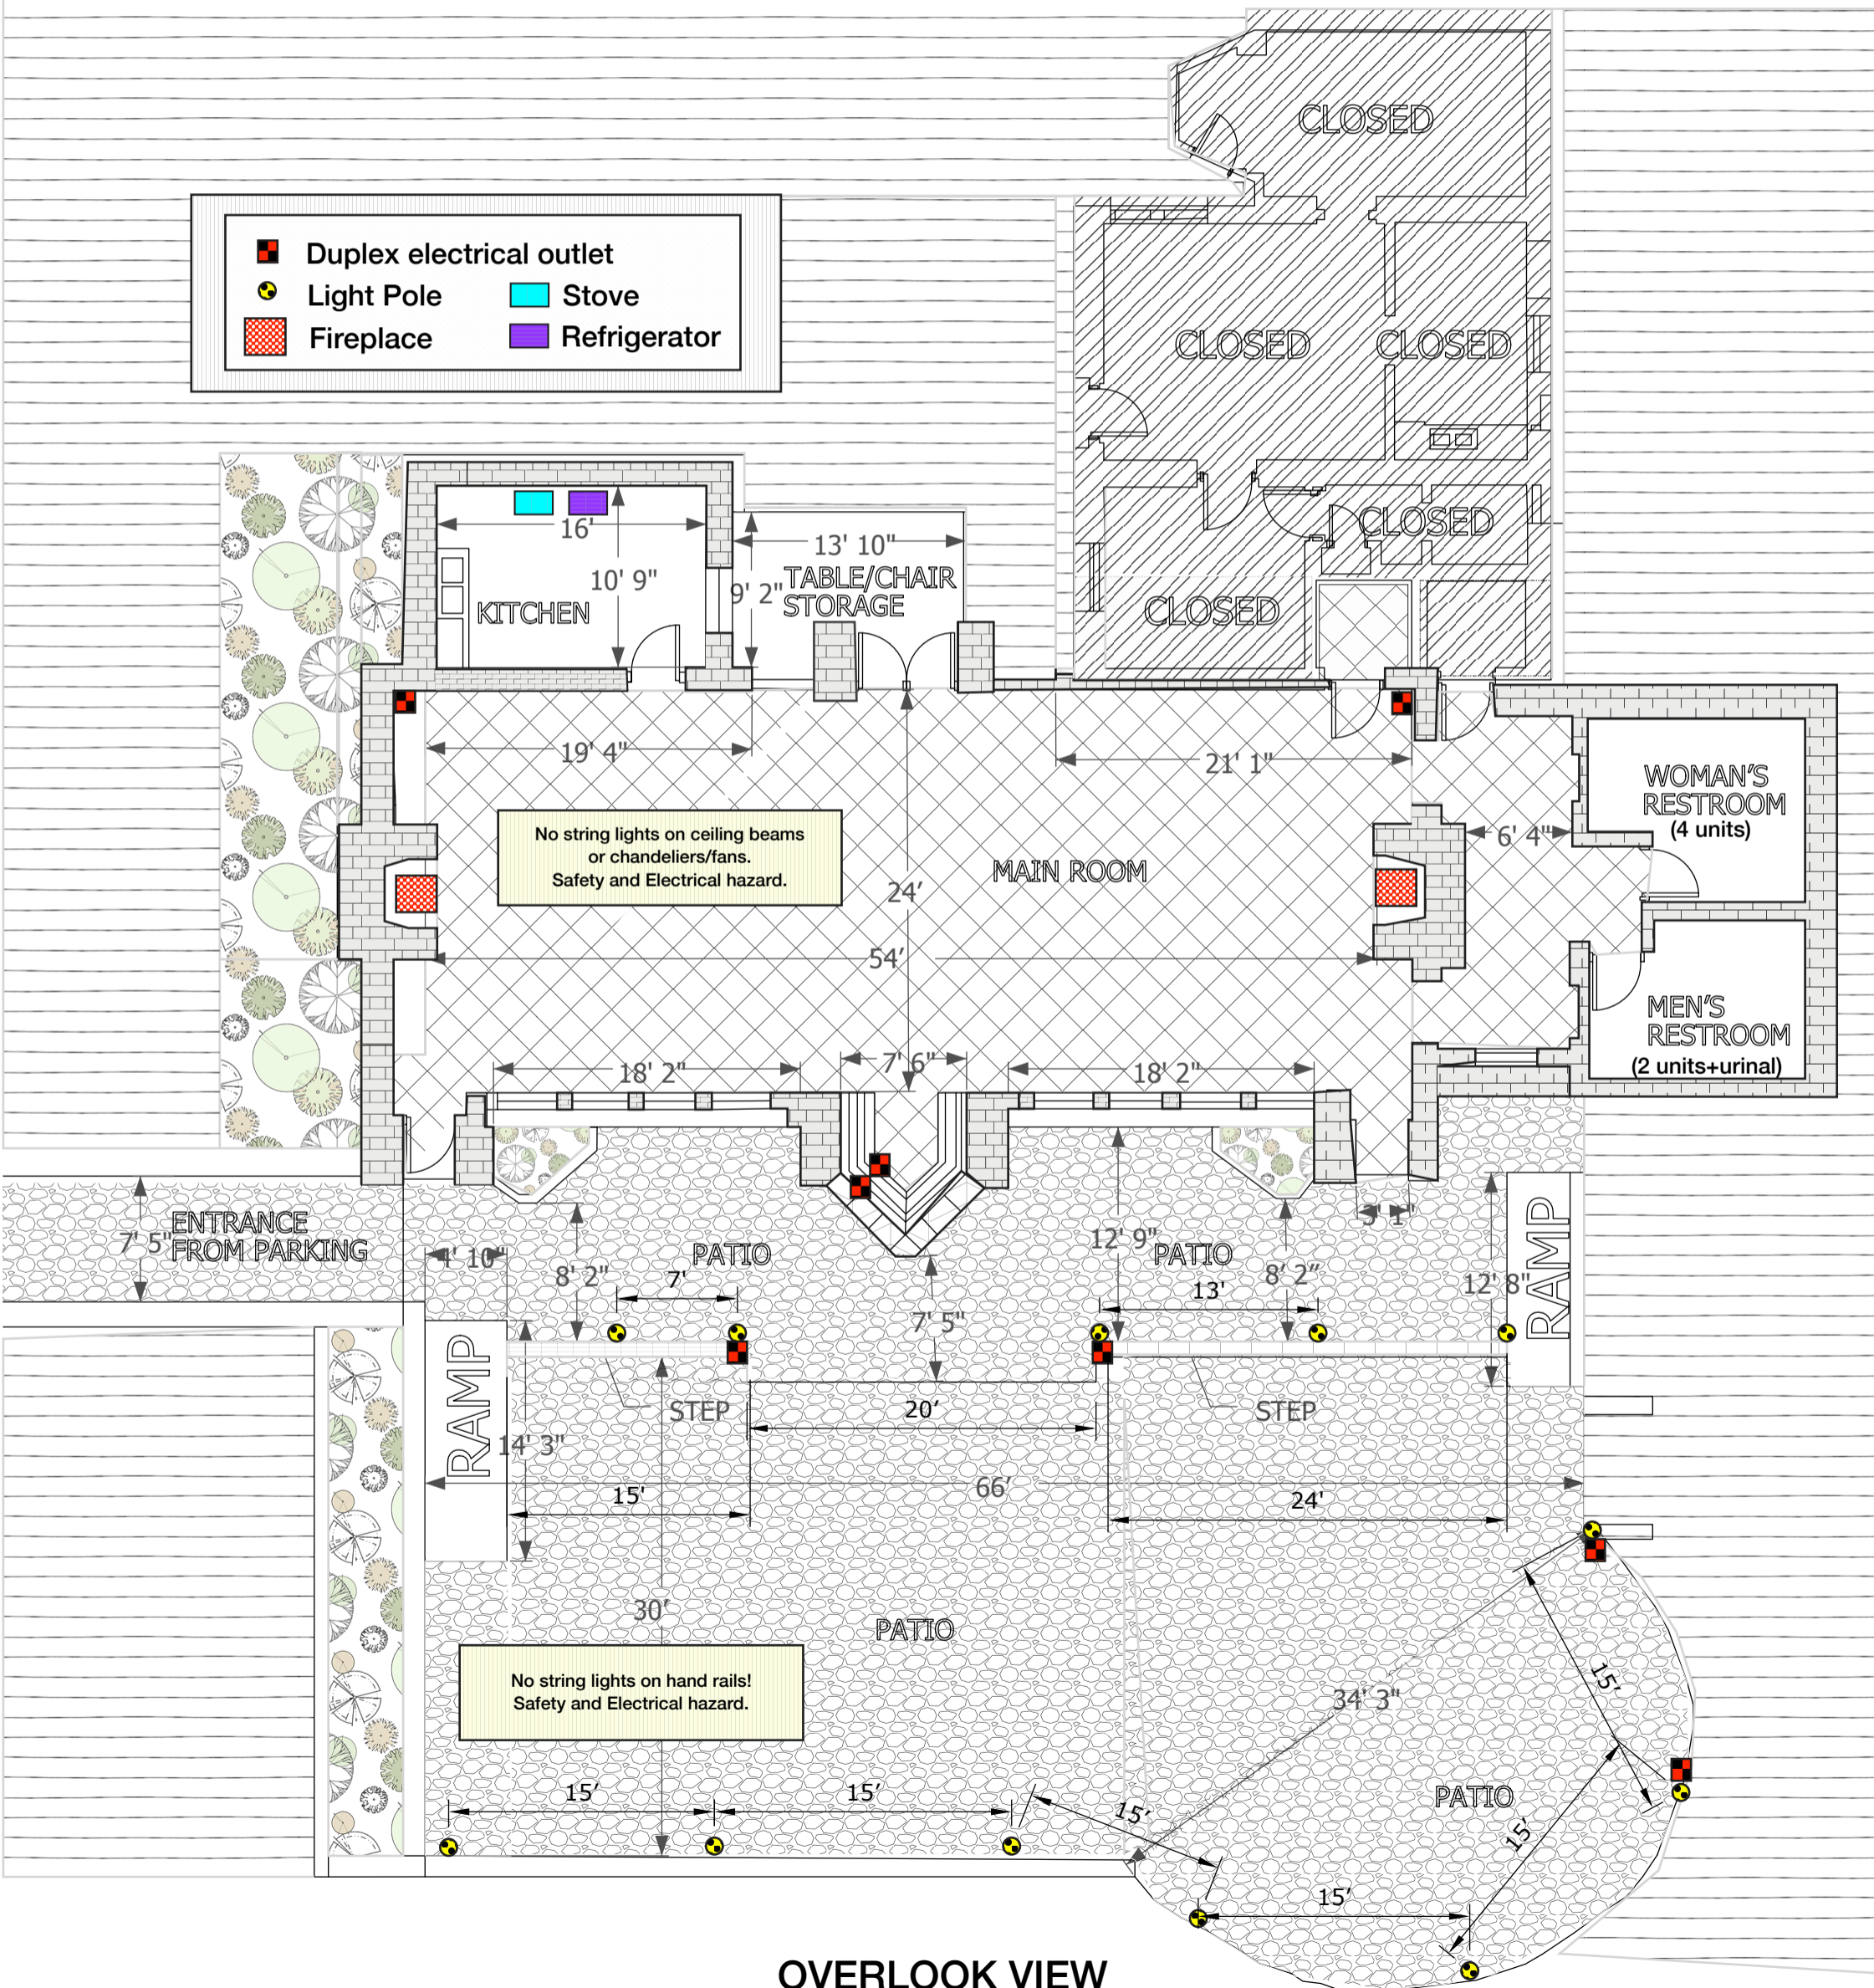 CLOSED
Duplex electrical outlet
Light Pole
Stove
Fireplace
Refrigerator
CLOSED
CLOSED
CLOSED
CLOSED
16'
13' 10"
10' 9"
9' 2"
TABLE/CHAIR
STORAGE
KITCHEN
19' 4"
21' 1"
No string lights on ceiling beams
or chandeliers/fans.
Safety and Electrical hazard.
MAIN ROOM
24'
54'
6' 4"
WOMAN'S
RESTROOM
(4 units)
MEN'S
RESTROOM
(2 units+urinal)
18' 2"
7' 6"
18' 2"
ENTRANCE
FROM PARKING
7' 5"
4' 10"
8' 2"
7'
PATIO
7' 5"
12' 9"
PATIO
13'
8' 2"
3' 1"
12' 8"
RAMP
RAMP
14' 3"
STEP
20'
STEP
15'
66'
24'
30'
PATIO
No string lights on hand rails!
Safety and Electrical hazard.
34' 3"
15'
PATIO
15'
15'
15'
15'
15'
OVERLOOK VIEW